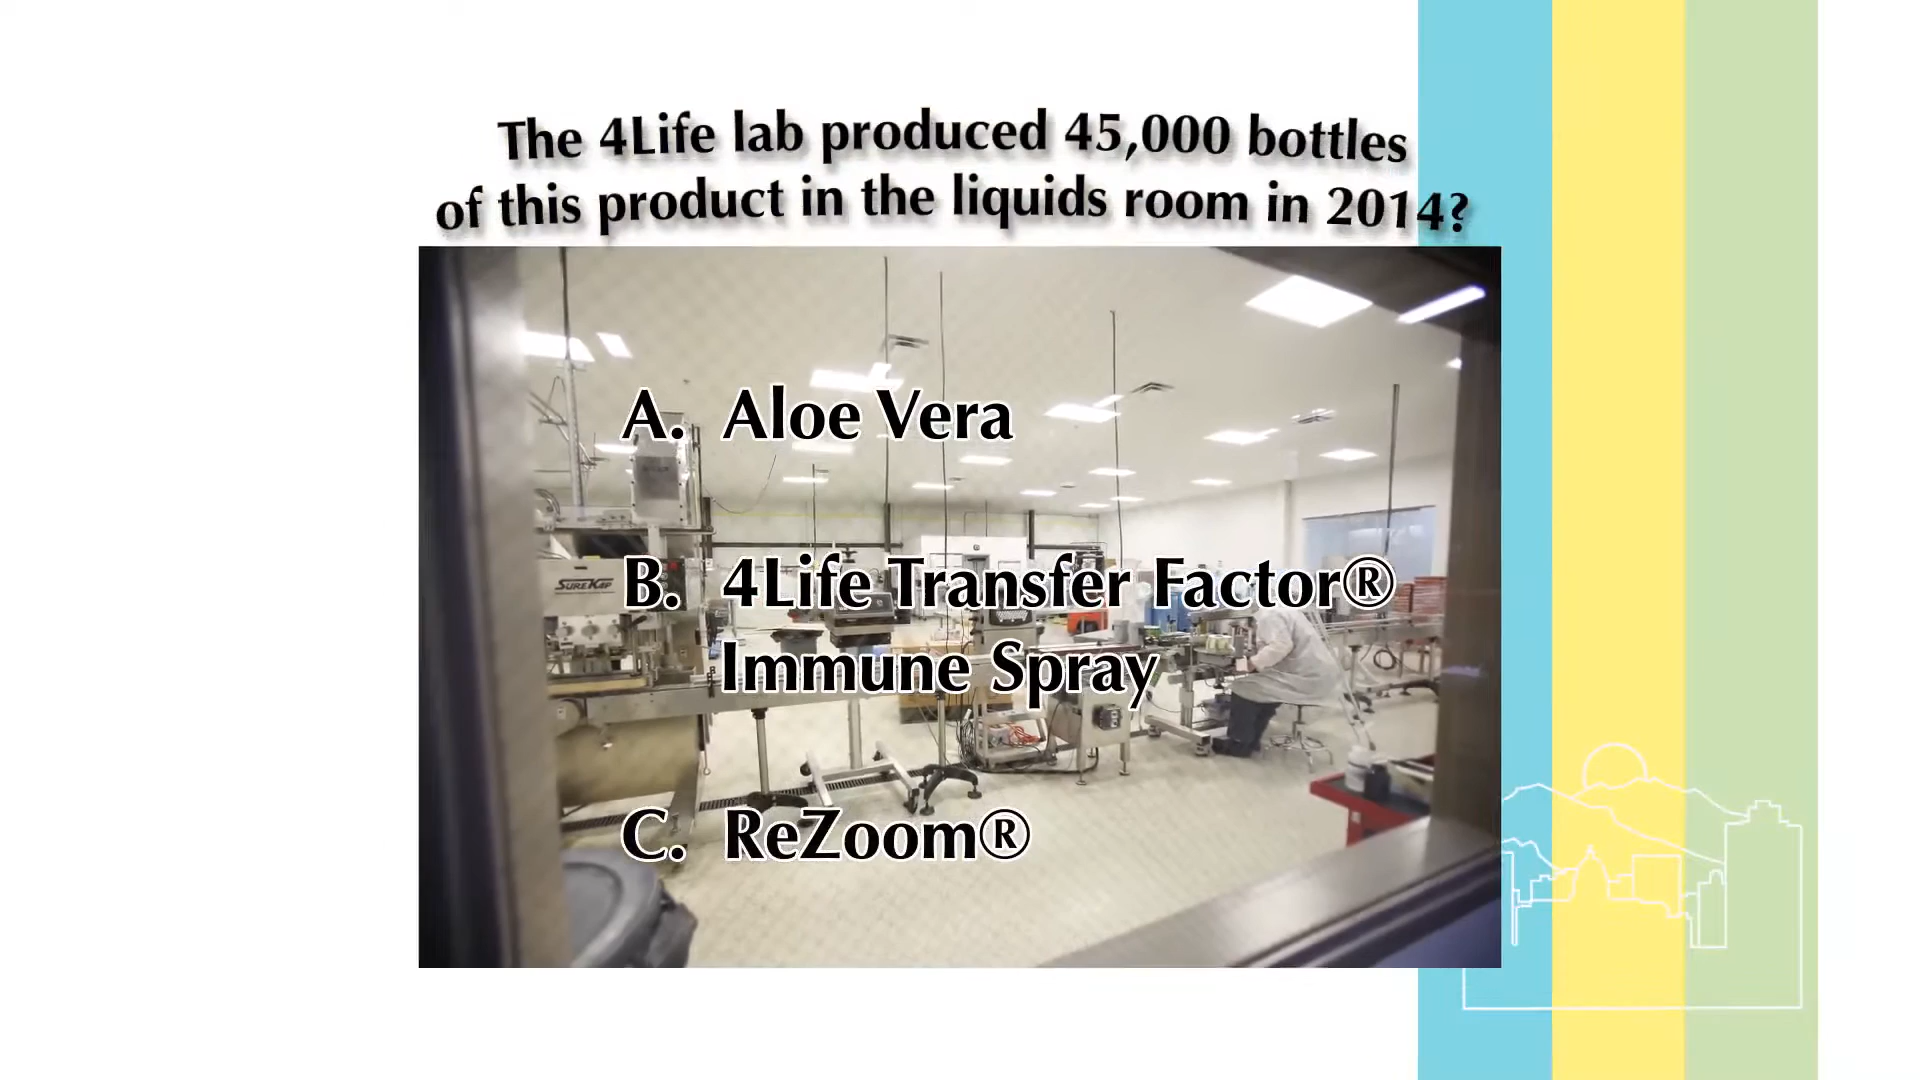 The 4Life lab produced 45,000 bottles
of this product in the liquids room in 2014?
A. Aloe Vera
SureKap
B. 4Life Transfer Factor®
Immune Spray
C. ReZoom®